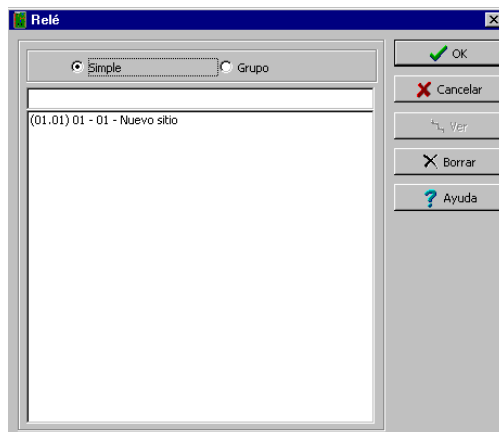 Relé
Simple
Grupo
(01.01) 01 - 01 - Nuevo sitio
OK
Cancelar
Ver
Borrar
Ayuda